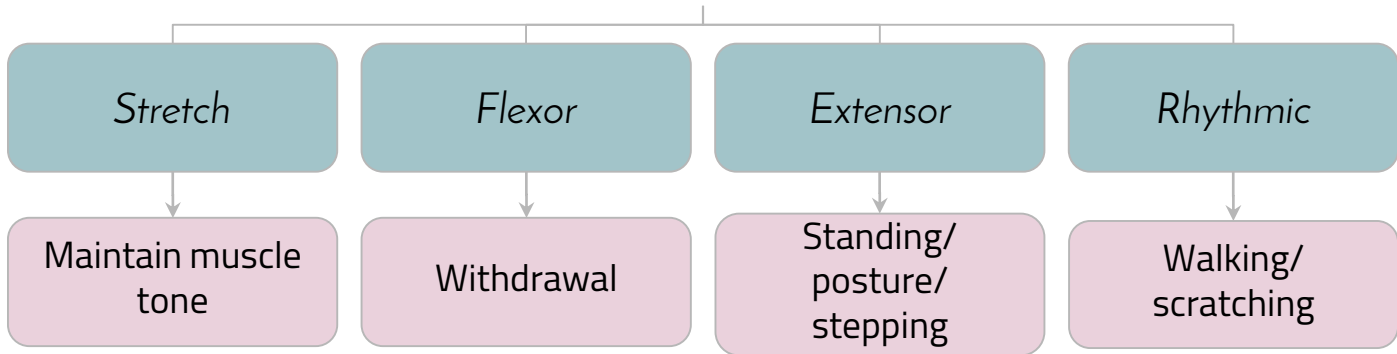 Stretch
Flexor
Extensor
Rhythmic
Maintain muscle
tone
Withdrawal
Standing/
posture/
stepping
Walking/
scratching